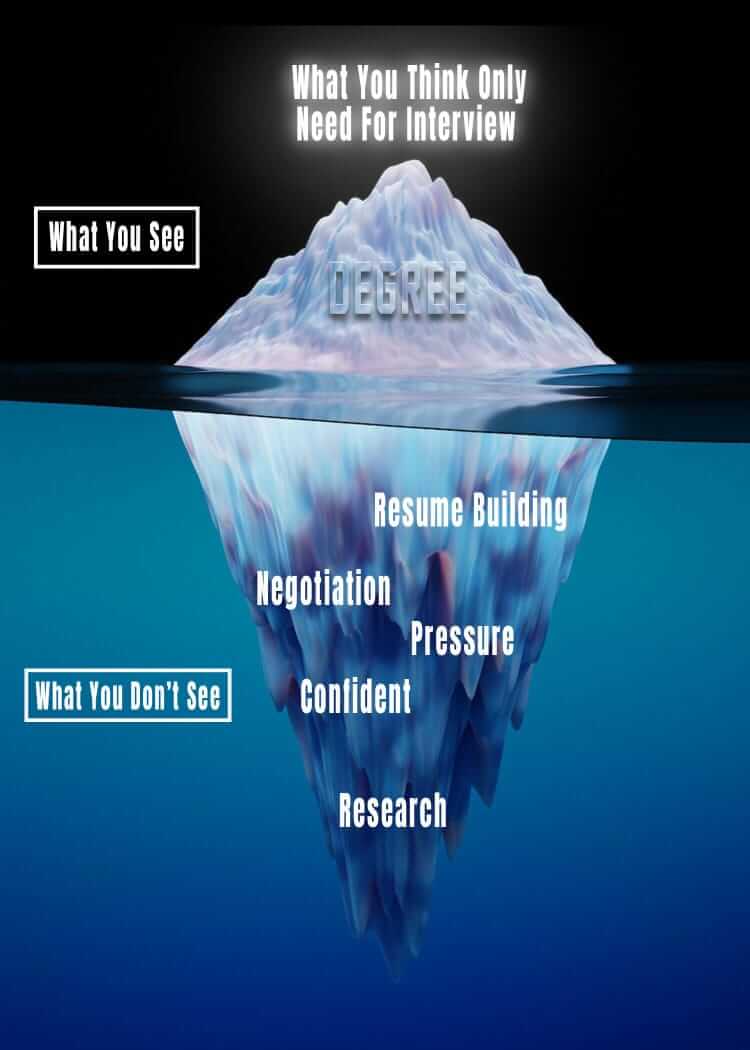 What You Think Only
Need For Interview
What You See
DEGREE
Resume Building
Negotiation
Pressure
What You Don't See
Confident
Research